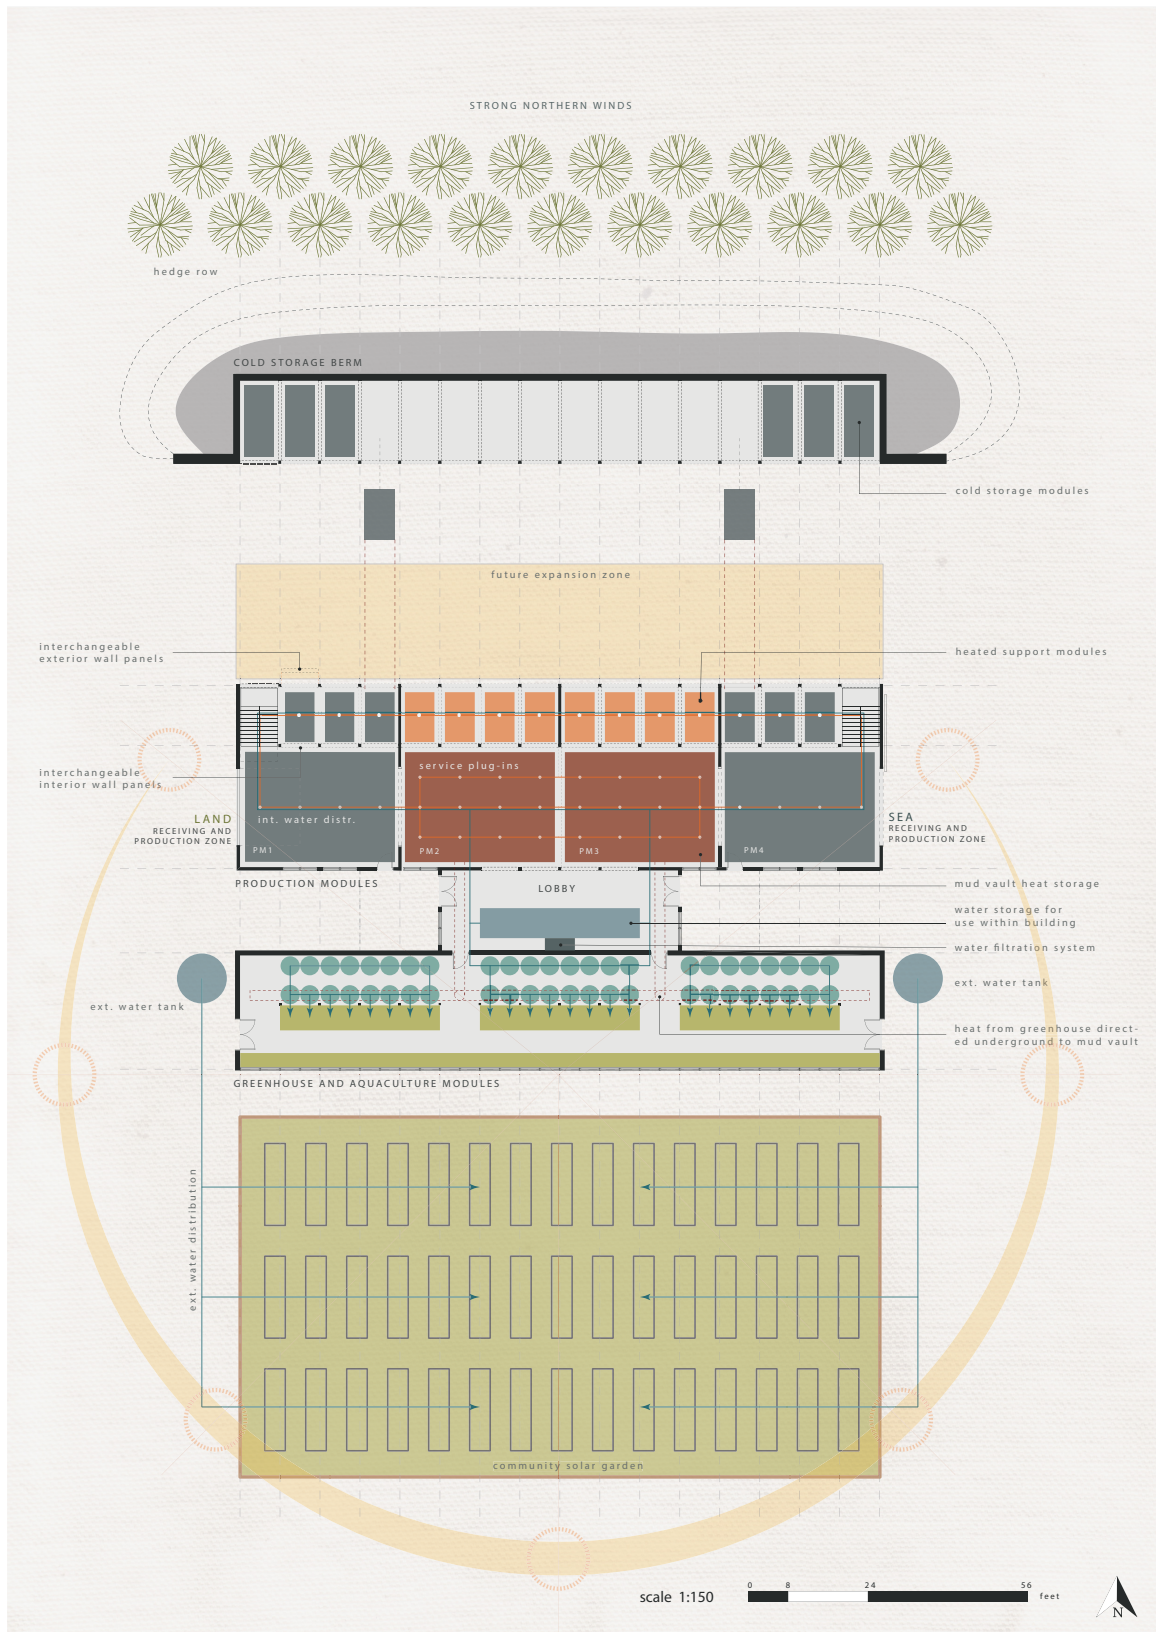 STRONG NORTHERN WINDS
hedge row
COLD STORAGE BERM
cold storage modules
future expansion zone
interchangeable
exterior wall panels
heated support modules
service plug-ins
interchangeable
interior wall panels
LAND
RECEIVING AND
PRODUCTION ZONE
int. water distr.
SEA
RECEIVING AND
PRODUCTION ZONE
PM1
PM2
PM3
PM4
PRODUCTION MODULES
LOBBY
mud vault heat storage
water storage for
use within building
water filtration system
ext. water tank
ext. water tank
heat from greenhouse direct-
ed underground to mud vault
GREENHOUSE AND AQUACULTURE MODULES
ext. water distribution
community solar garden
scale 1:150
0 8 24 56
feet
N